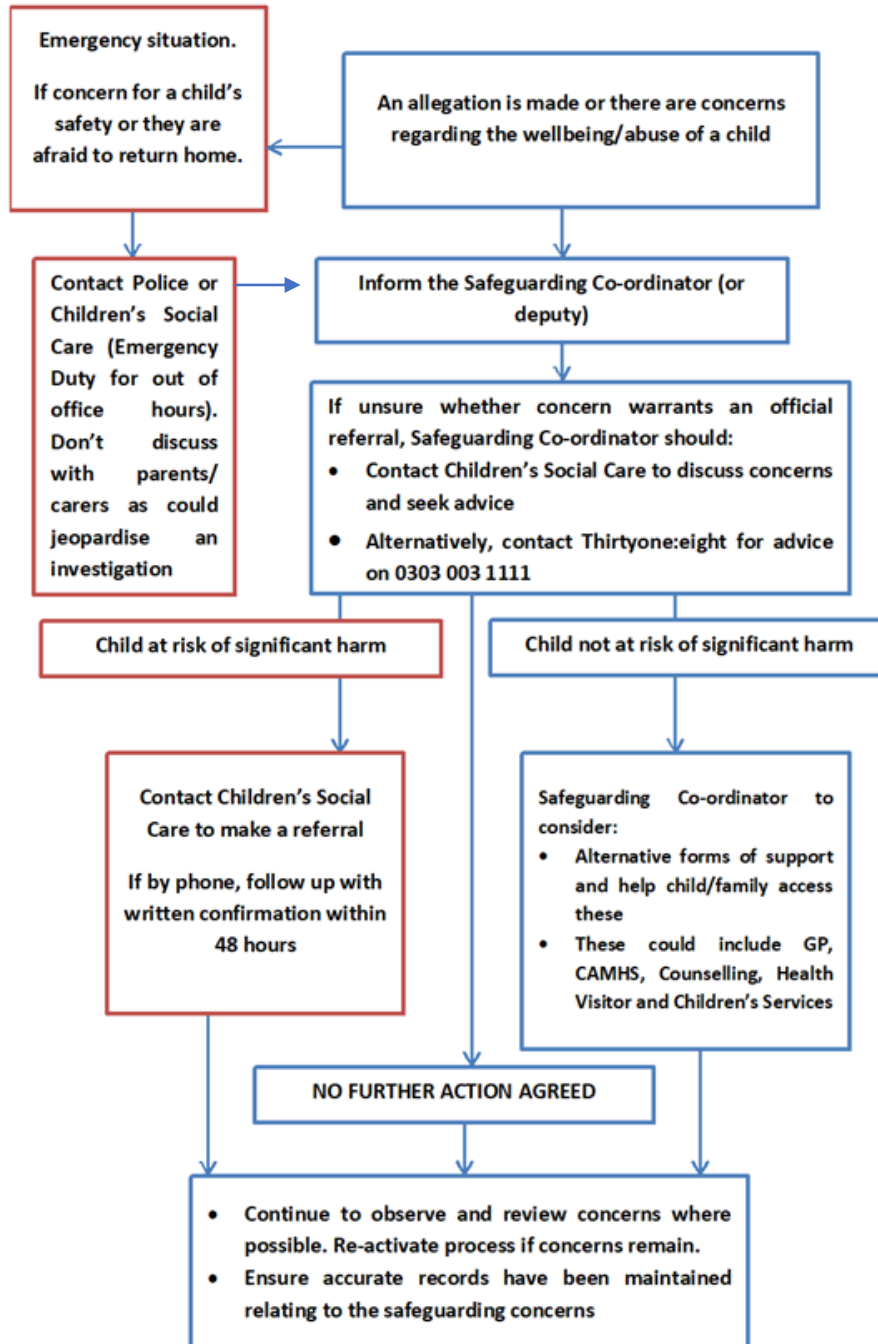 Emergency situation.
If concern for a child's
safety or they are
afraid to return home.
An allegation is made or there are concerns
regarding the wellbeing/abuse of a child
Contact Police or
Children's Social
Care (Emergency
Duty for out of
office hours).
Don't discuss
with parents/
carers as could
jeopardise an
investigation
Inform the Safeguarding Co-ordinator (or
deputy)
If unsure whether concern warrants an official
referral, Safeguarding Co-ordinator should:
• Contact Children's Social Care to discuss concerns
and seek advice
• Alternatively, contact Thirtyone:eight for advice
on 0303 003 1111
Child at risk of significant harm
Child not at risk of significant harm
Contact Children's Social
Care to make a referral
If by phone, follow up with
written confirmation within
48 hours
Safeguarding Co-ordinator to
consider:
• Alternative forms of support
and help child/family access
these
• These could include GP,
CAMHS, Counselling, Health
Visitor and Children's Services
NO FURTHER ACTION AGREED
• Continue to observe and review concerns where
possible. Re-activate process if concerns remain.
• Ensure accurate records have been maintained
relating to the safeguarding concerns